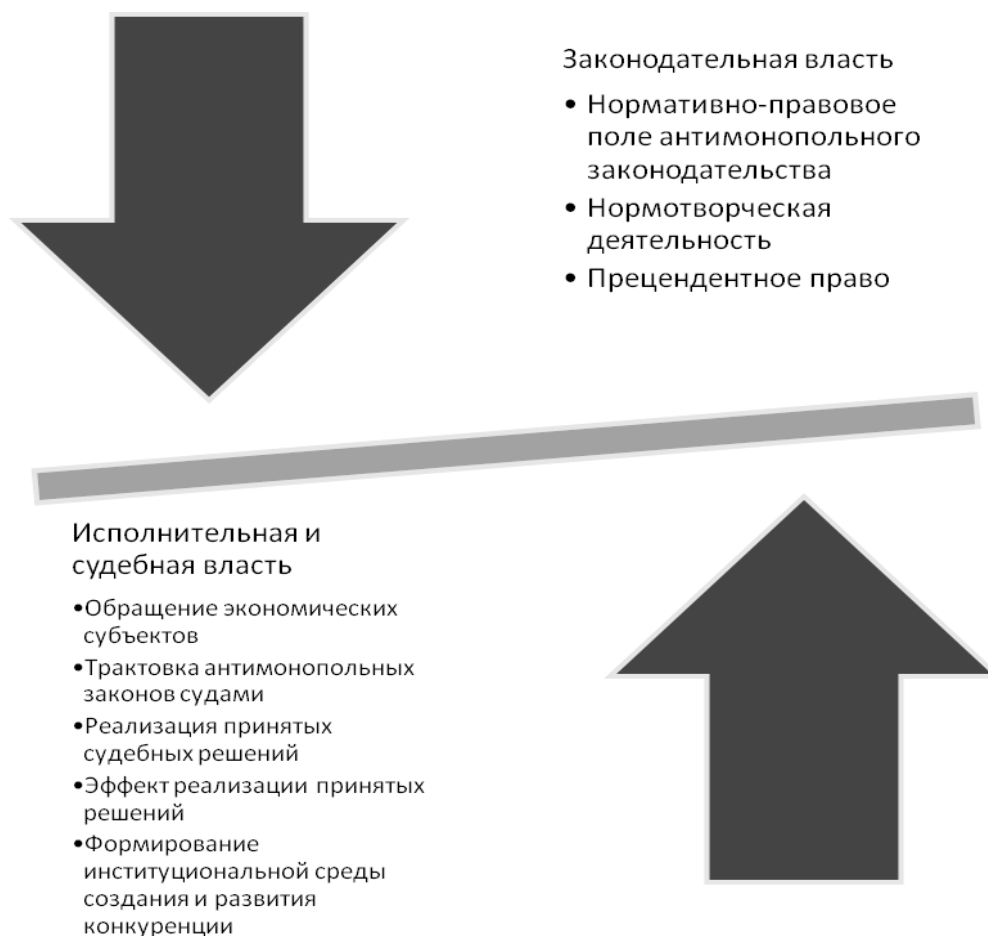 Законодательная власть
• Нормативно-правовое
поле антимонопольного
законодательства
• Нормотворческая
деятельность
• Прецендентное право
Исполнительная и
судебная власть
•Обращение экономических
субъектов
•Трактовка антимонопольных
законов судами
•Реализация принятых
судебных решений
•Эффект реализации принятых
решений
•Формирование
институциональной среды
создания и развития
конкуренции